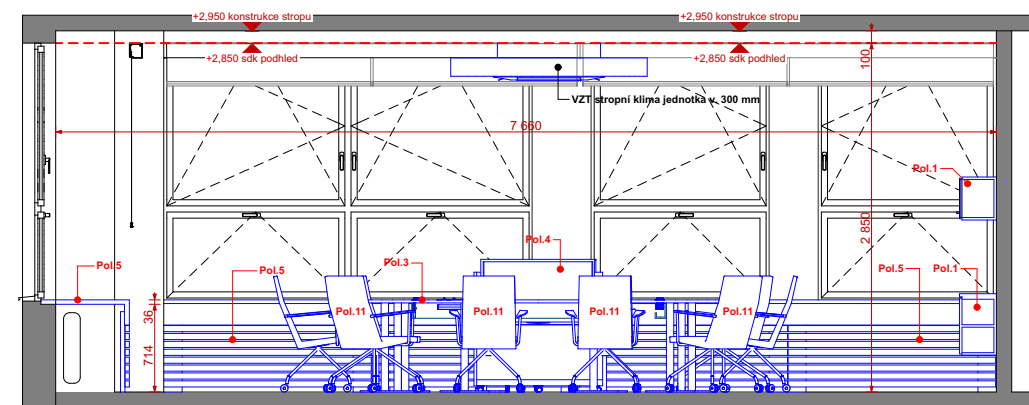 +2,950 konstrukce stropu
+2,950 konstrukce stropu
+2,850 sdk podhled
+2,850 sdk podhled
100
VZT stropní klima jednotka v. 300 mm
7 660
Pol.1
2 850
Pol.4
Pol.5
Pol.5
Pol.3
Pol.5
Pol.1
36
Pol.11
Pol.11
Pol.11
Pol.11
714